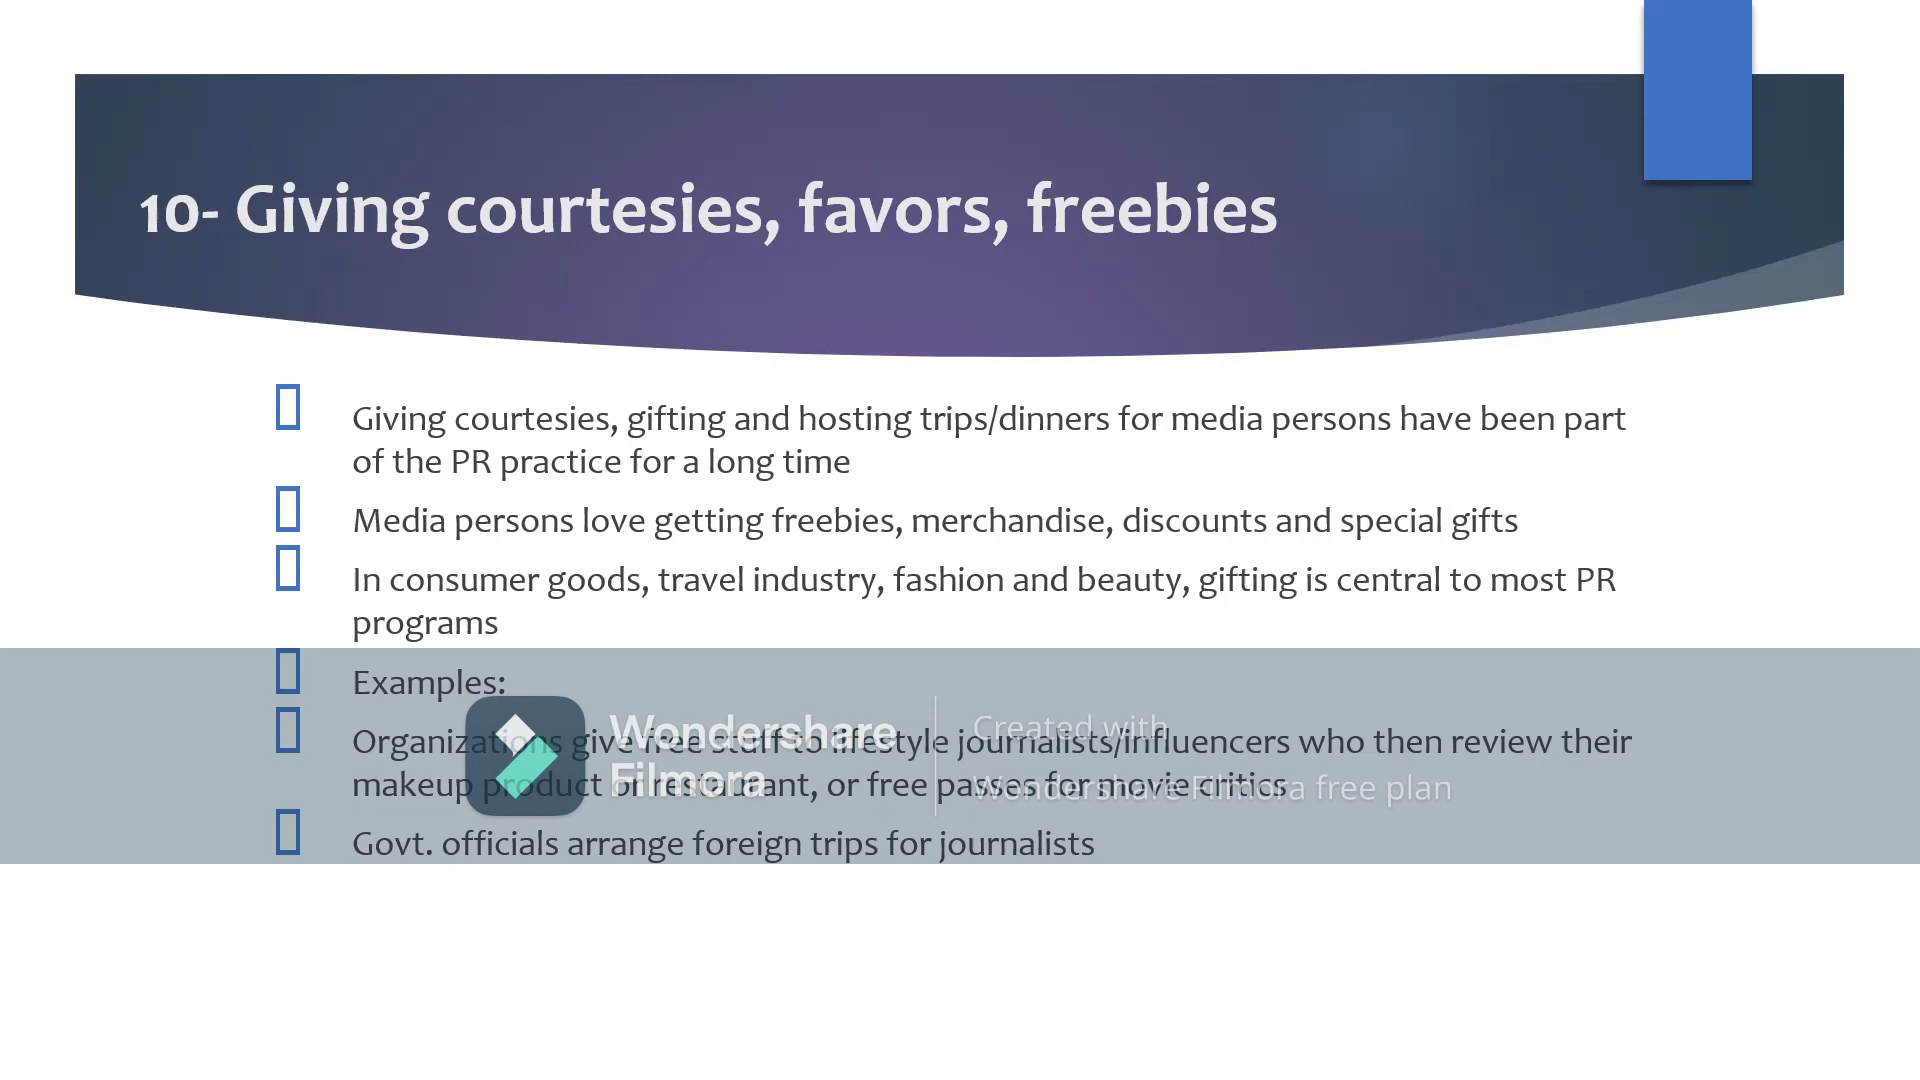 10- Giving courtesies, favors, freebies
Giving courtesies, gifting and hosting trips/dinners for media persons have been part
of the PR practice for a long time
Media persons love getting freebies, merchandise, discounts and special gifts
In consumer goods, travel industry, fashion and beauty, gifting is central to most PR
programs
Examples:
Organizations give free stuff to lifestyle journalists/influencers who then review their
makeup product or restaurant, or free passes for movie critics
Govt. officials arrange foreign trips for journalists
Wondershare
Filmora
Created with
Wondershare Filmora free plan